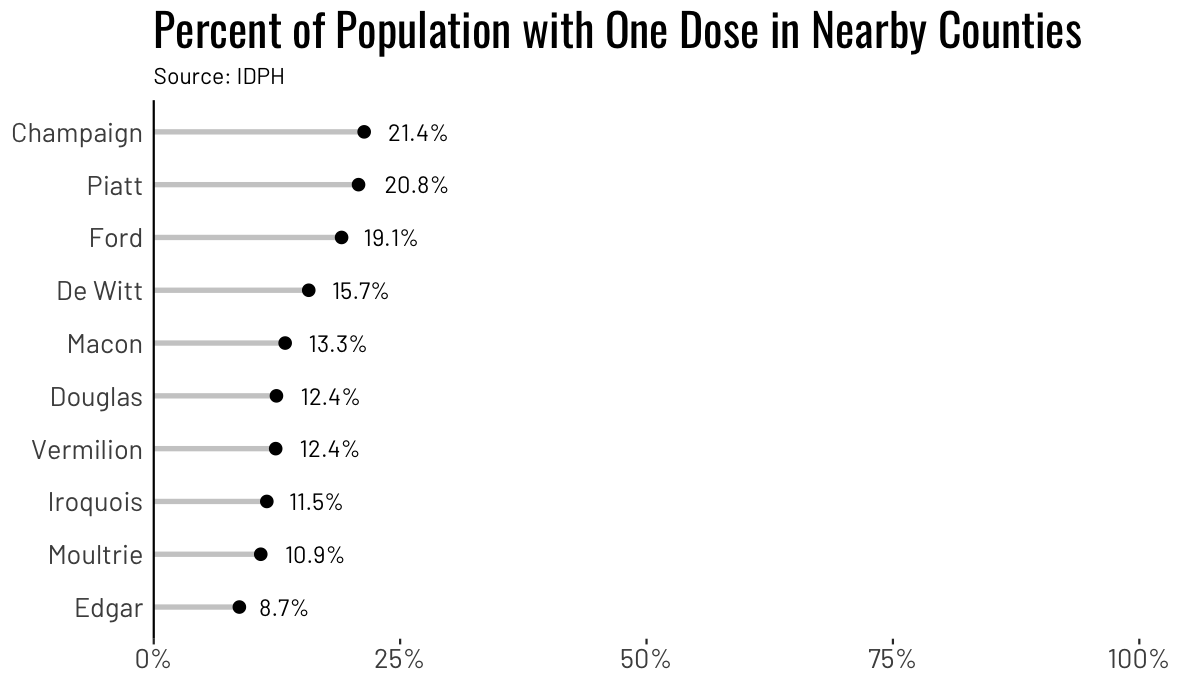 Percent of Population with One Dose in Nearby Counties
Source: IDPH
Champaign 21.4%
Piatt 20.8%
Ford 19.1%
De Witt 15.7%
Macon 13.3%
Douglas 12.4%
Vermilion 12.4%
Iroquois 11.5%
Moultrie 10.9%
Edgar 8.7%
0% 25% 50% 75% 100%